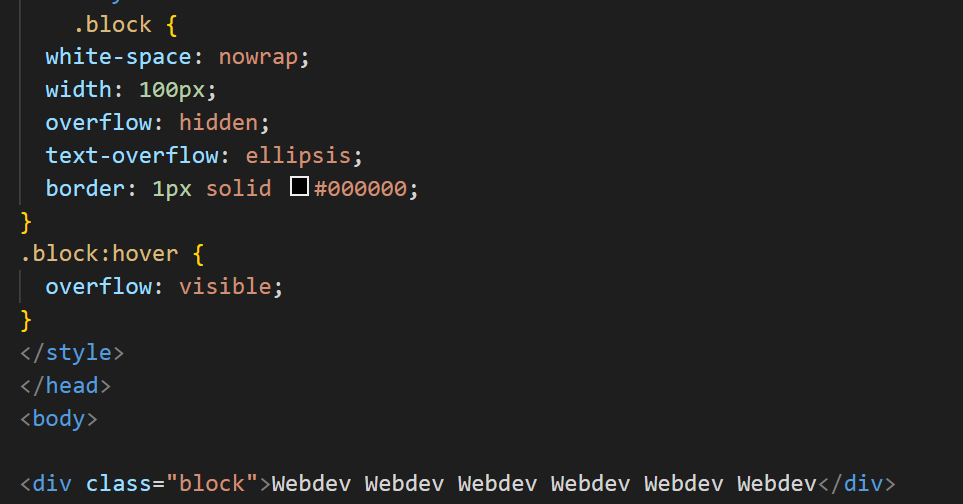 .block {
white-space: nowrap;
width: 100px;
overflow: hidden;
text-overflow: ellipsis;
border: 1px solid #000000;
}
.block:hover {
overflow: visible;
}
</style>
</head>
<body>
<div class="block">Webdev Webdev Webdev Webdev Webdev Webdev</div>